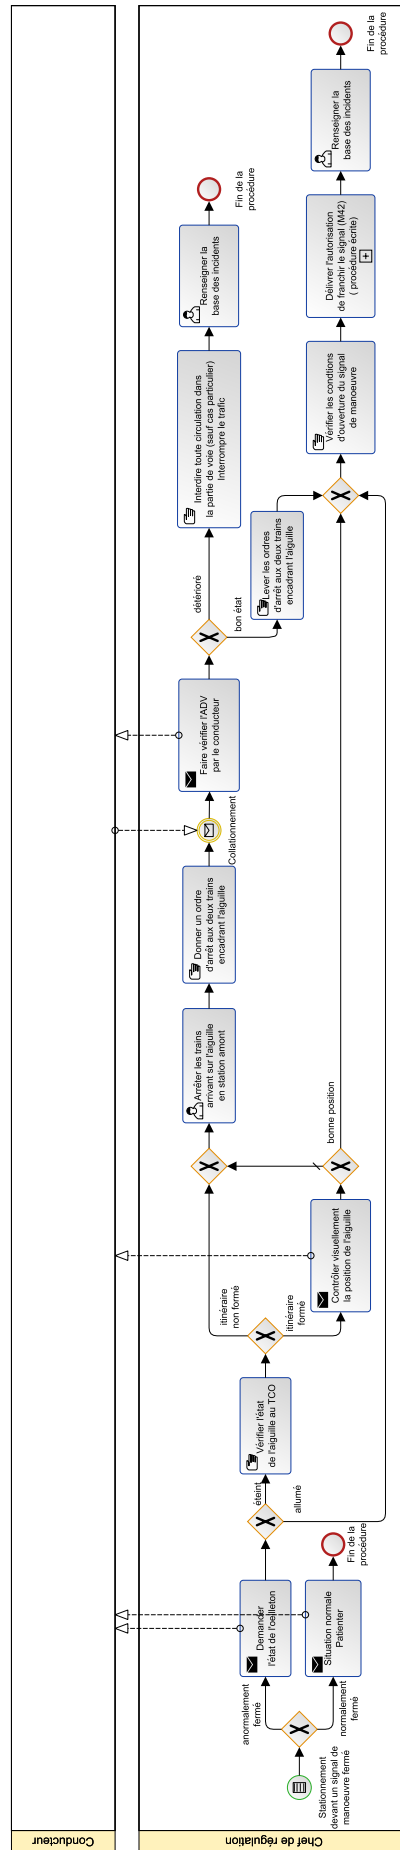 Conducteur
Chef de régulation
Stationnement
devant un signal de
manoeuvre fermé
anormalement
fermé
normalement
fermé
Demander
l'état de l'oeilleton
Situation normale
Patienter
Fin de la
procédure
éteint
allumé
Vérifier l'état
de l'aiguille au TCO
itinéraire
non formé
itinéraire
formé
Contrôler visuellement
la position de l'aiguille
bonne position
Arrêter les trains
arrivant sur l'aiguille
en station amont
Donner un ordre
d'arrêt aux deux trains
encadrant l'aiguille
Collationnement
Faire vérifier l'ADV
par le conducteur
détérioré
bon état
Interdire toute circulation dans
la partie de voie (sauf cas particulier)
Interrompre le trafic
Renseigner la
base des incidents
Fin de la
procédure
Lever les ordres
d'arrêt aux deux trains
encadrant l'aiguille
Vérifier les condtions
d'ouverture du signal
de manoeuvre
Délivrer l'autorisation
de franchir le signal (M42)
( procédure écrite)
Renseigner la
base des incidents
Fin de la
procédure